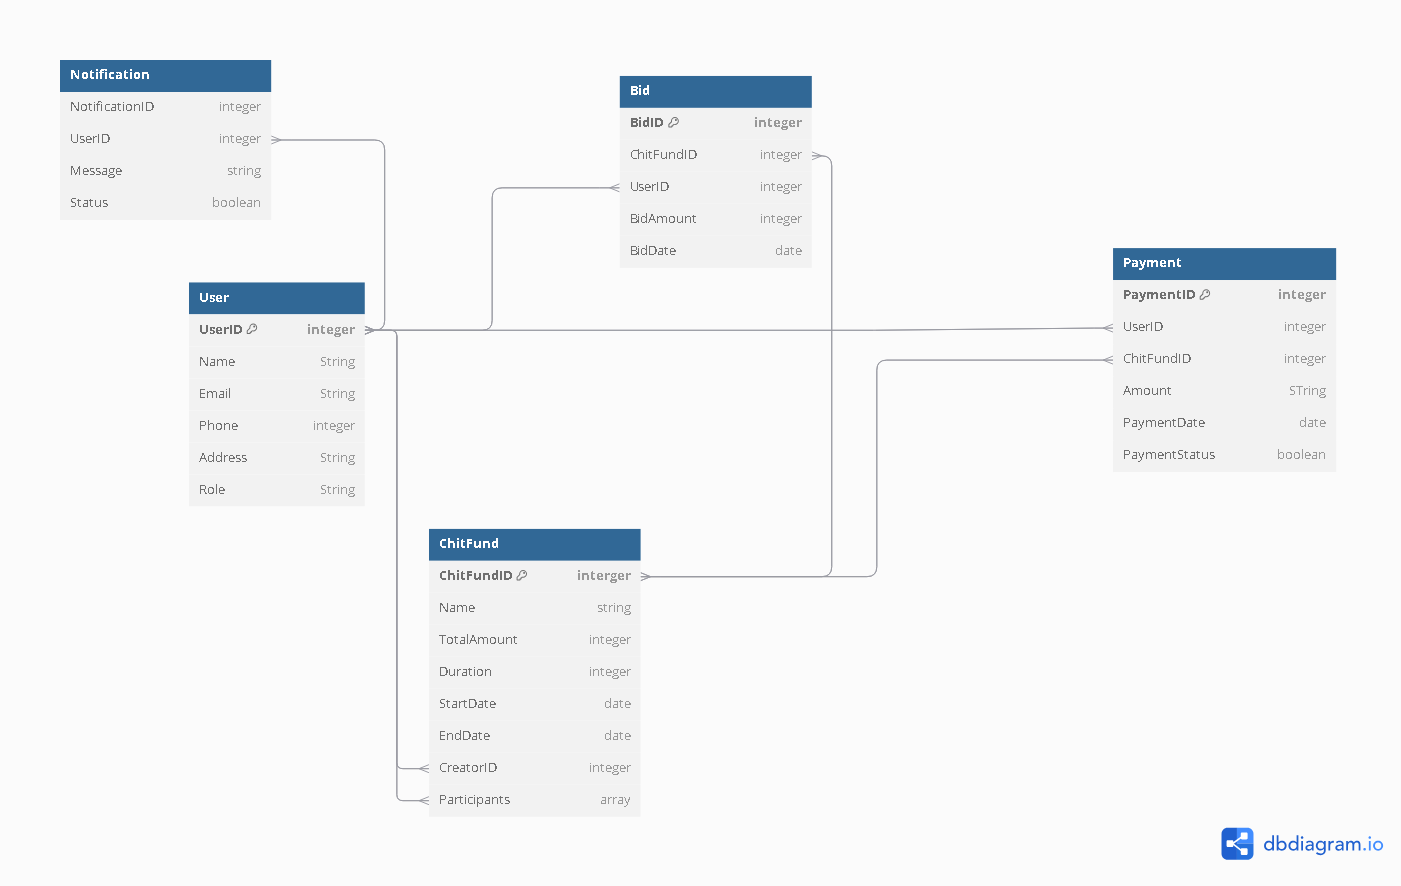 Notification
NotificationID integer
UserID integer
Message string
Status boolean
Bid
BidID integer
ChitFundID integer
UserID integer
BidAmount integer
BidDate date
Payment
PaymentID integer
UserID integer
ChitFundID integer
Amount STring
PaymentDate date
PaymentStatus boolean
User
UserID integer
Name String
Email String
Phone integer
Address String
Role String
ChitFund
ChitFundID interger
Name string
TotalAmount integer
Duration integer
StartDate date
EndDate date
CreatorID integer
Participants array
dbdiagram.io